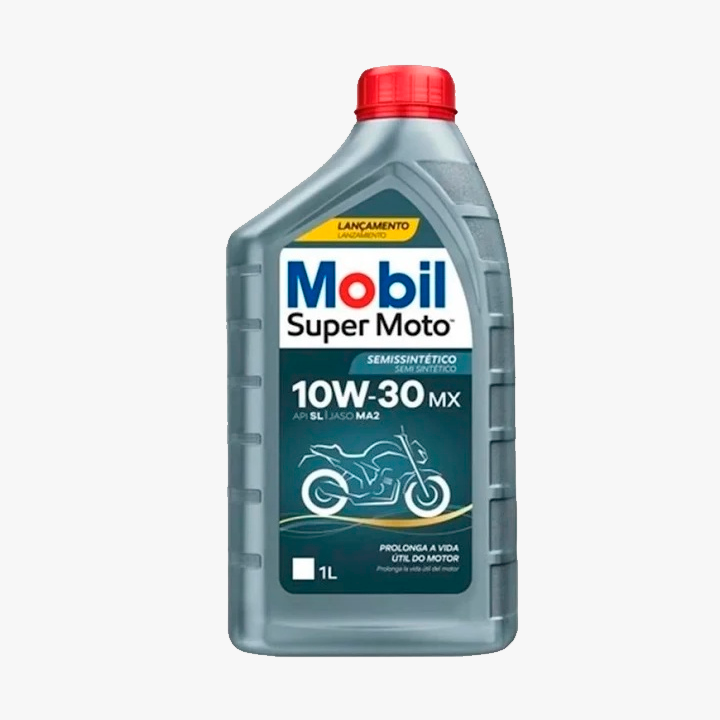 LANÇAMENTO
LANZAMIENTO
Mobil
Super Moto™
SEMISSINTÉTICO
SEMI SINTÉTICO
10W-30 MX
API SL | JASO MA2
PROLONGA A VIDA
ÚTIL DO MOTOR
Prolonga la vida útil del motor
1L